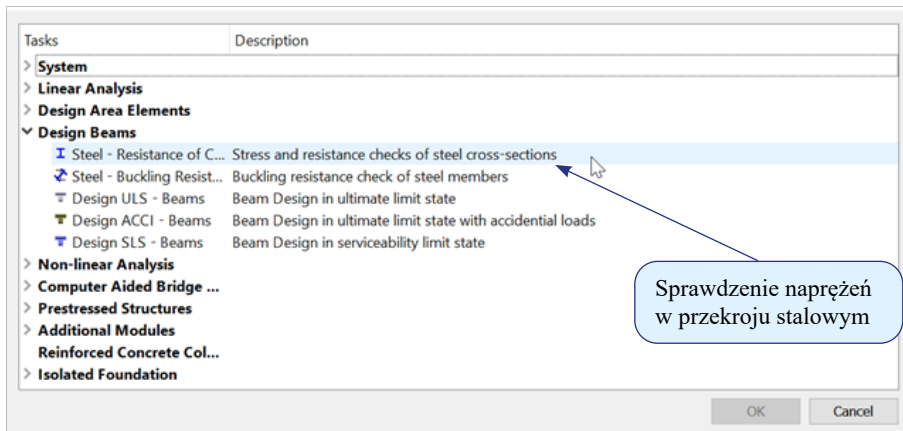 Tasks Description
System
Linear Analysis
Design Area Elements
Design Beams
Steel - Resistance of C... Stress and resistance checks of steel cross-sections
Steel - Buckling Resist... Buckling resistance check of steel members
Design ULS - Beams Beam Design in ultimate limit state
Design ACCI - Beams Beam Design in ultimate limit state with accidential loads
Design SLS - Beams Beam Design in serviceability limit state
Non-linear Analysis
Computer Aided Bridge ...
Prestressed Structures
Additional Modules
Reinforced Concrete Col...
Isolated Foundation
Sprawdzenie naprężeń
w przekroju stalowym
OK Cancel